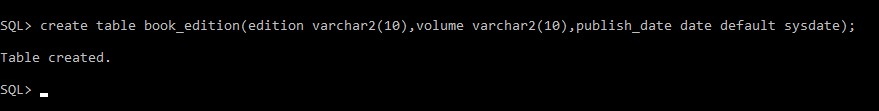 SQL> create table book_edition(edition varchar2(10),volume varchar2(10),publish_date date default sysdate);
Table created.
SQL>